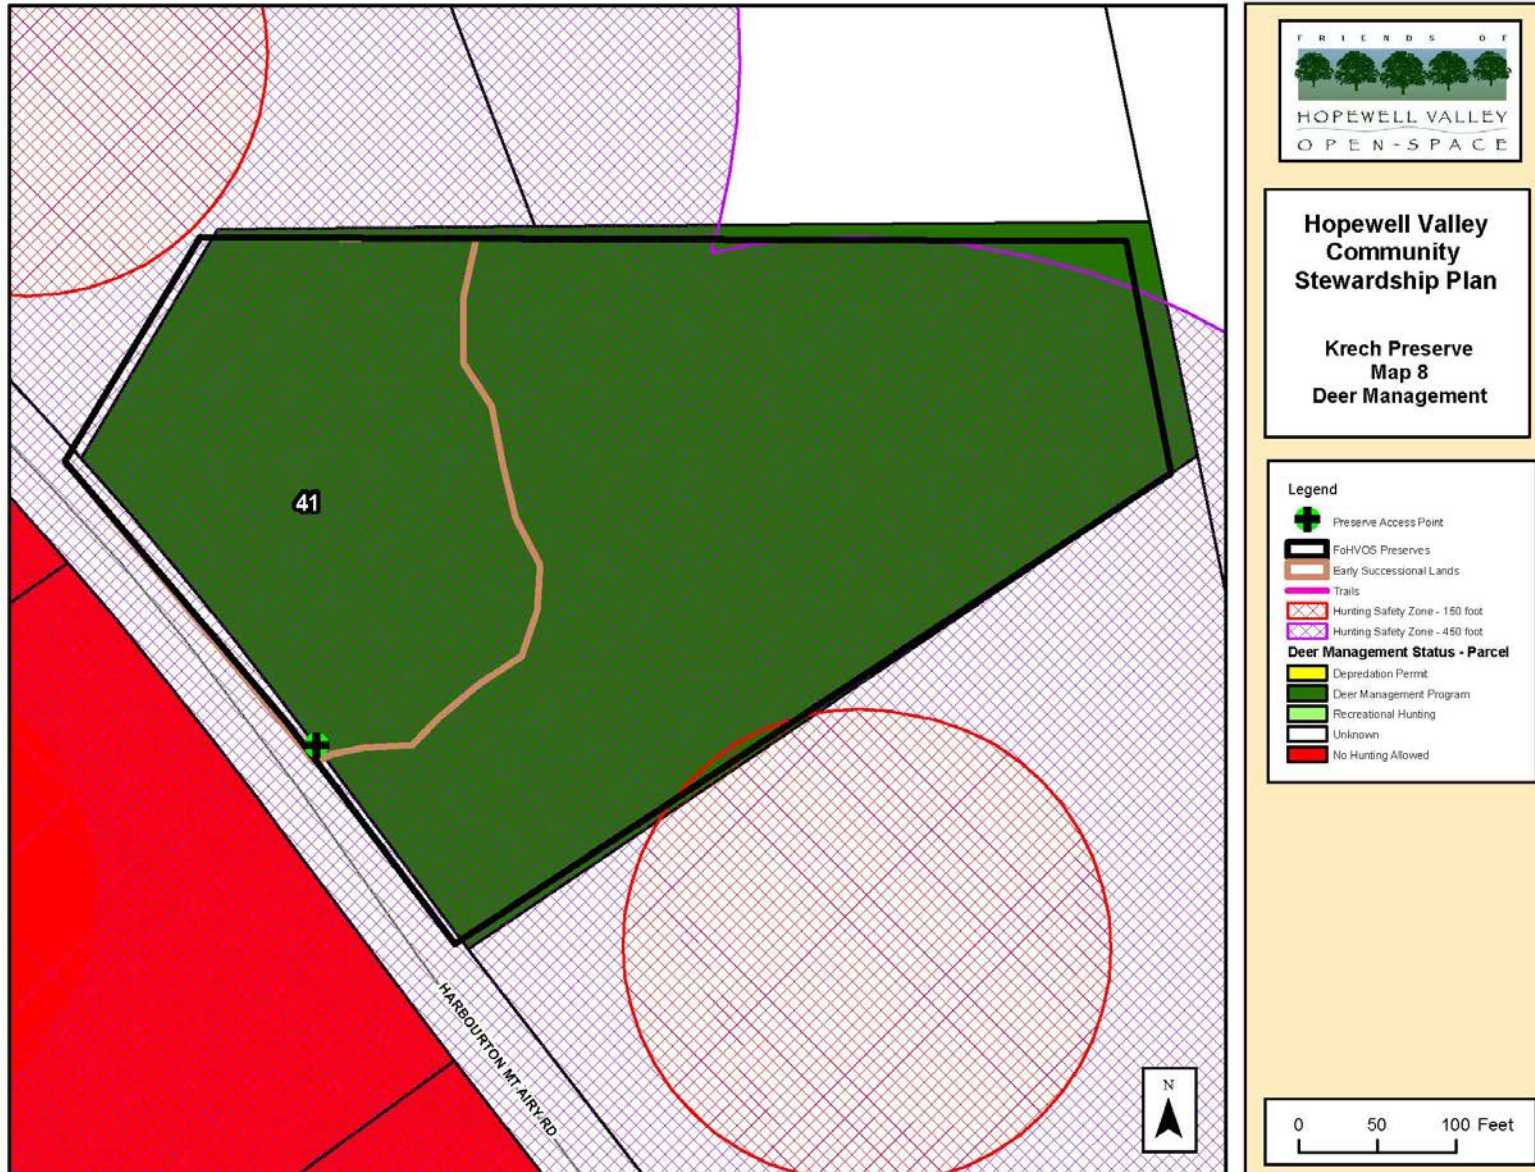 41
HARBOURTON MT AIRY RD
N
FRIENDS OF
HOPEWELL VALLEY
OPEN-SPACE
Hopewell Valley
Community
Stewardship Plan
Krech Preserve
Map 8
Deer Management
Legend
Preserve Access Point
FoHVOS Preserves
Early Successional Lands
Trails
Hunting Safety Zone - 150 foot
Hunting Safety Zone - 450 foot
Deer Management Status - Parcel
Depredation Permit
Deer Management Program
Recreational Hunting
Unknown
No Hunting Allowed
0 50 100 Feet